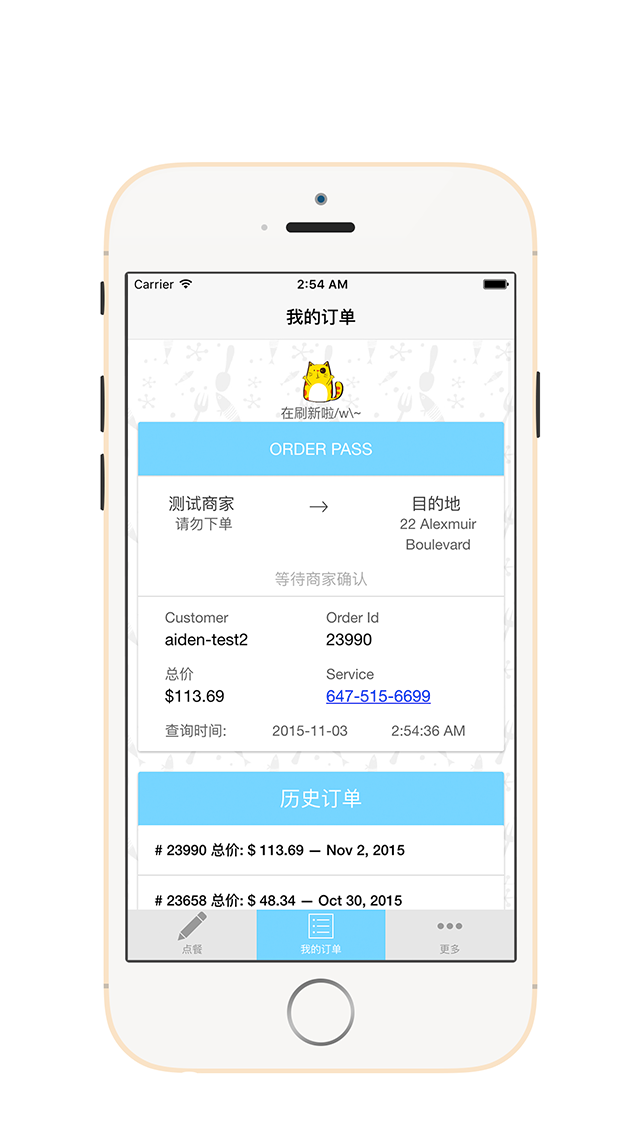 Carrier 2:54 AM
我的订单
在刷新啦/w\~
ORDER PASS
测试商家 → 目的地
请勿下单 22 Alexmuir
Boulevard
等待商家确认
Customer Order Id
aiden-test2 23990
总价 Service
$113.69 647-515-6699
查询时间: 2015-11-03 2:54:36 AM
历史订单
# 23990 总价: $ 113.69 — Nov 2, 2015
# 23658 总价: $ 48.34 — Oct 30, 2015
点餐 我的订单 更多